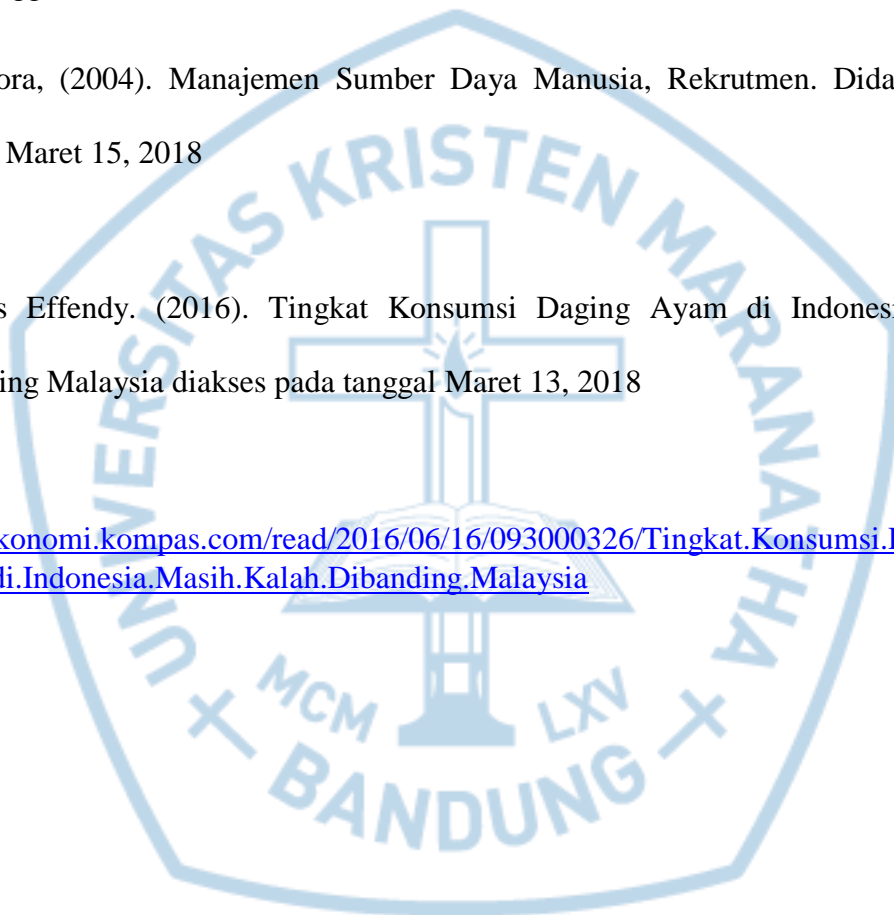 ora, (2004). Manajemen Sumber Daya Manusia, Rekrutmen. Dida
Maret 15, 2018
s Effendy. (2016). Tingkat Konsumsi Daging Ayam di Indonesi
ing Malaysia diakses pada tanggal Maret 13, 2018
konomi.kompas.com/read/2016/06/16/093000326/Tingkat.Konsumsi.
di.Indonesia.Masih.Kalah.Dibanding.Malaysia
UNIVERSITAS KRISTEN MARANATHA
MCM LXV
BANDUNG